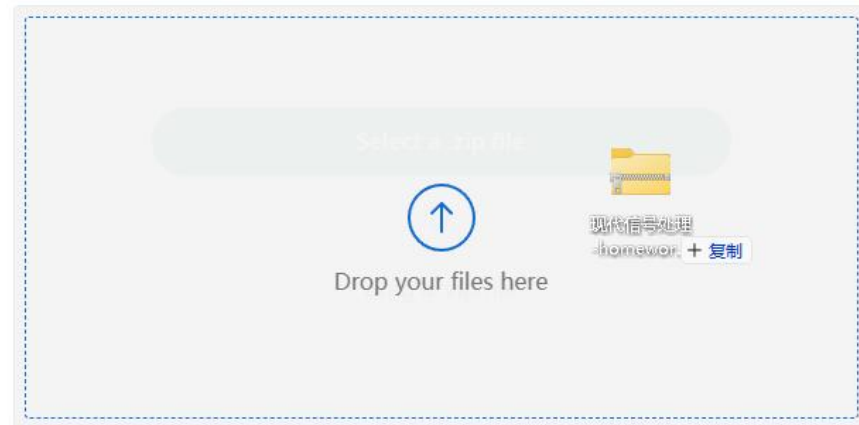 Select a .zip file
现代信号处理
-homewor...
+ 复制
Drop your files here